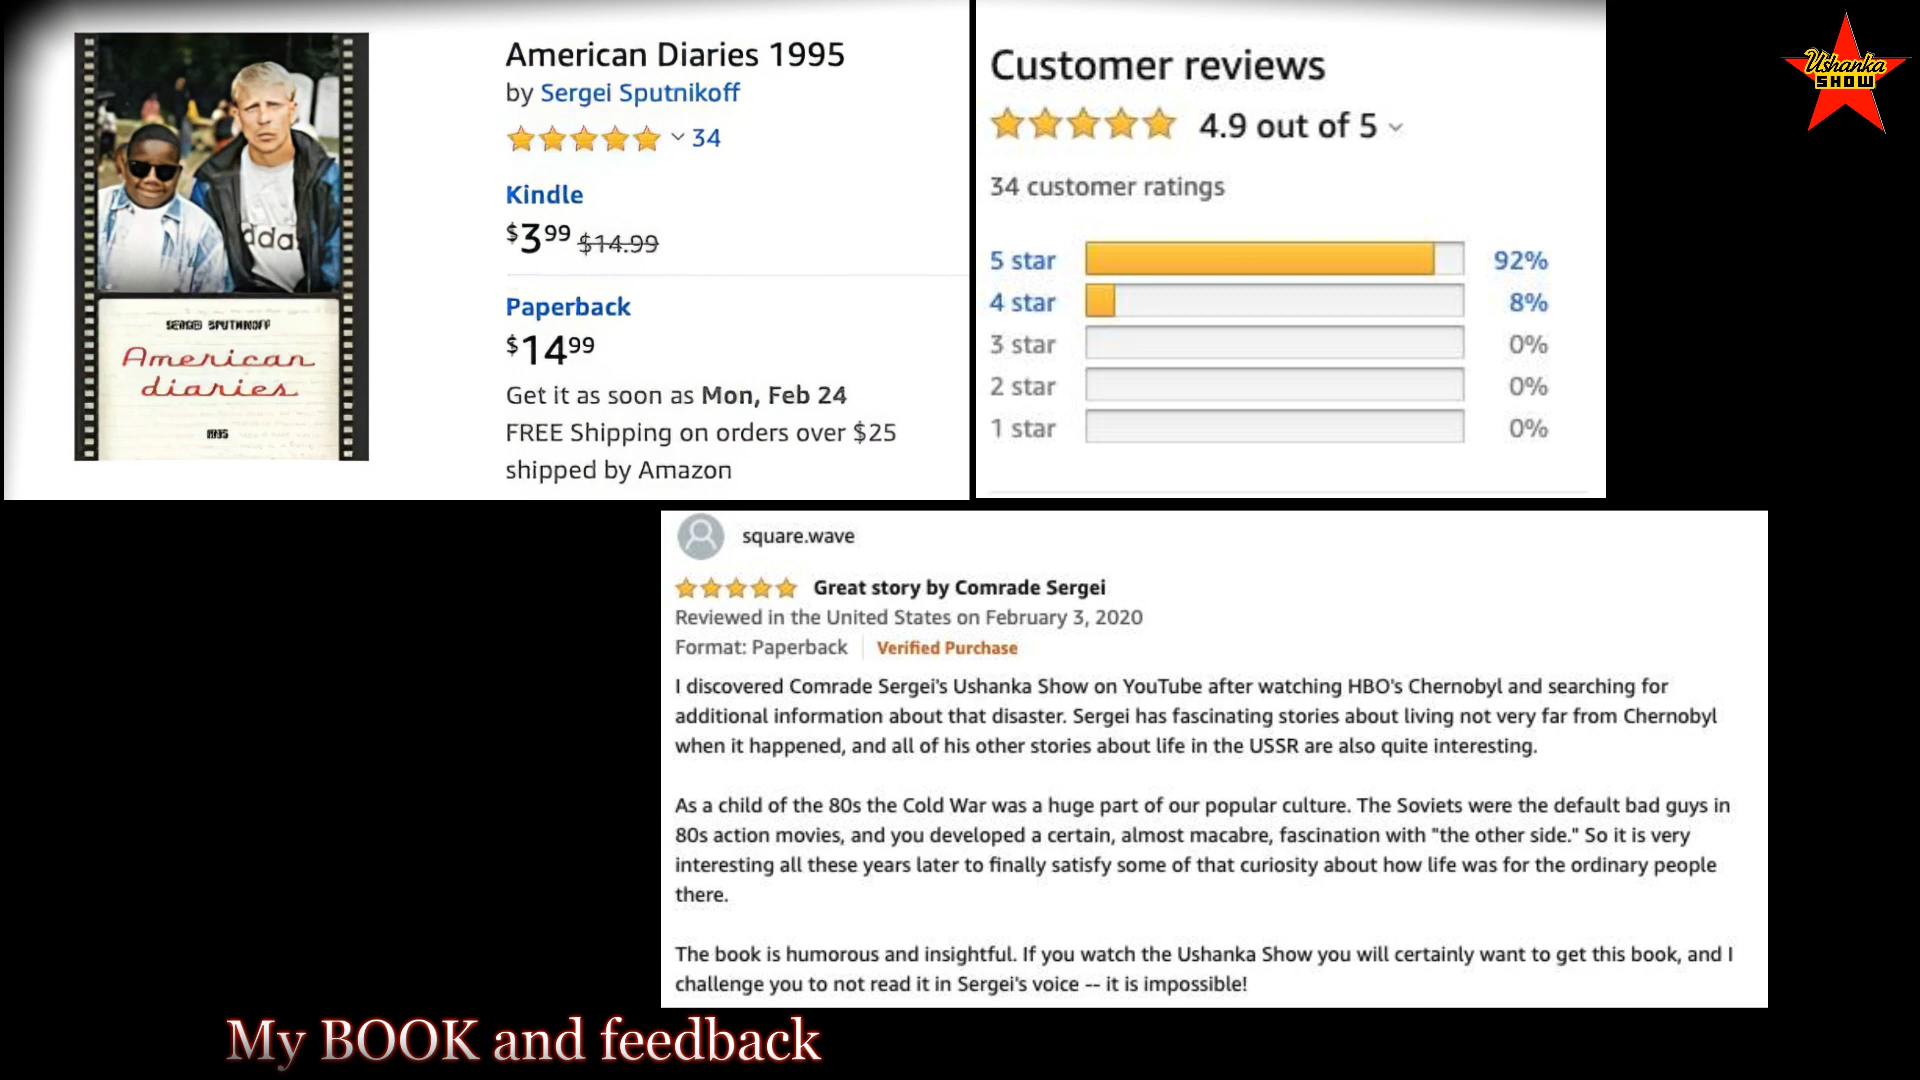 American Diaries 1995
by Sergei Sputnikoff
34
Kindle
$3.99 $14.99
Paperback
$14.99
Get it as soon as Mon, Feb 24
FREE Shipping on orders over $25
shipped by Amazon
adida
SERGEI SPUTNIKOFF
American
diaries
1995
Customer reviews
4.9 out of 5
34 customer ratings
5 star 92%
4 star 8%
3 star 0%
2 star 0%
1 star 0%
Ushanka
SHOW
square.wave
Great story by Comrade Sergei
Reviewed in the United States on February 3, 2020
Format: Paperback Verified Purchase
I discovered Comrade Sergei's Ushanka Show on YouTube after watching HBO's Chernobyl and searching for
additional information about that disaster. Sergei has fascinating stories about living not very far from Chernobyl
when it happened, and all of his other stories about life in the USSR are also quite interesting.
As a child of the 80s the Cold War was a huge part of our popular culture. The Soviets were the default bad guys in
80s action movies, and you developed a certain, almost macabre, fascination with "the other side." So it is very
interesting all these years later to finally satisfy some of that curiosity about how life was for the ordinary people
there.
The book is humorous and insightful. If you watch the Ushanka Show you will certainly want to get this book, and I
challenge you to not read it in Sergei's voice -- it is impossible!
My BOOK and feedback